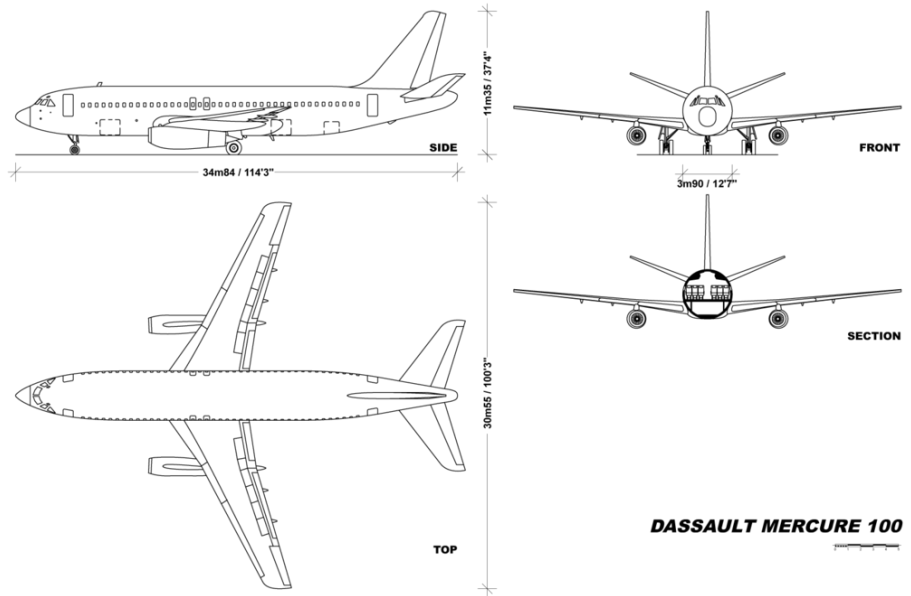 SIDE
11m35 / 37'4"
FRONT
34m84 / 114'3"
3m90 / 12'7"
30m55 / 100'3"
SECTION
DASSAULT MERCURE 100
TOP